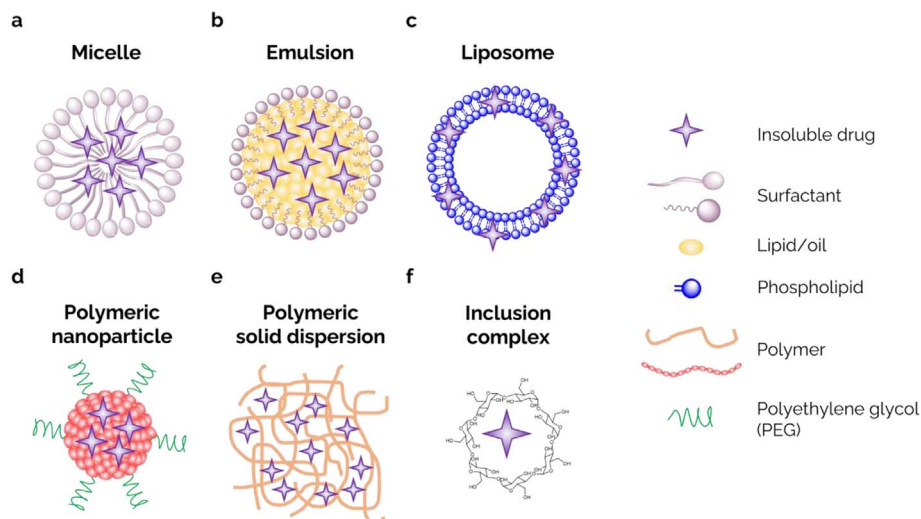 a
Micelle
b
Emulsion
c
Liposome
Insoluble drug
Surfactant
Lipid/oil
Phospholipid
Polymer
Polyethylene glycol
(PEG)
d
Polymeric
nanoparticle
e
Polymeric
solid dispersion
f
Inclusion
complex